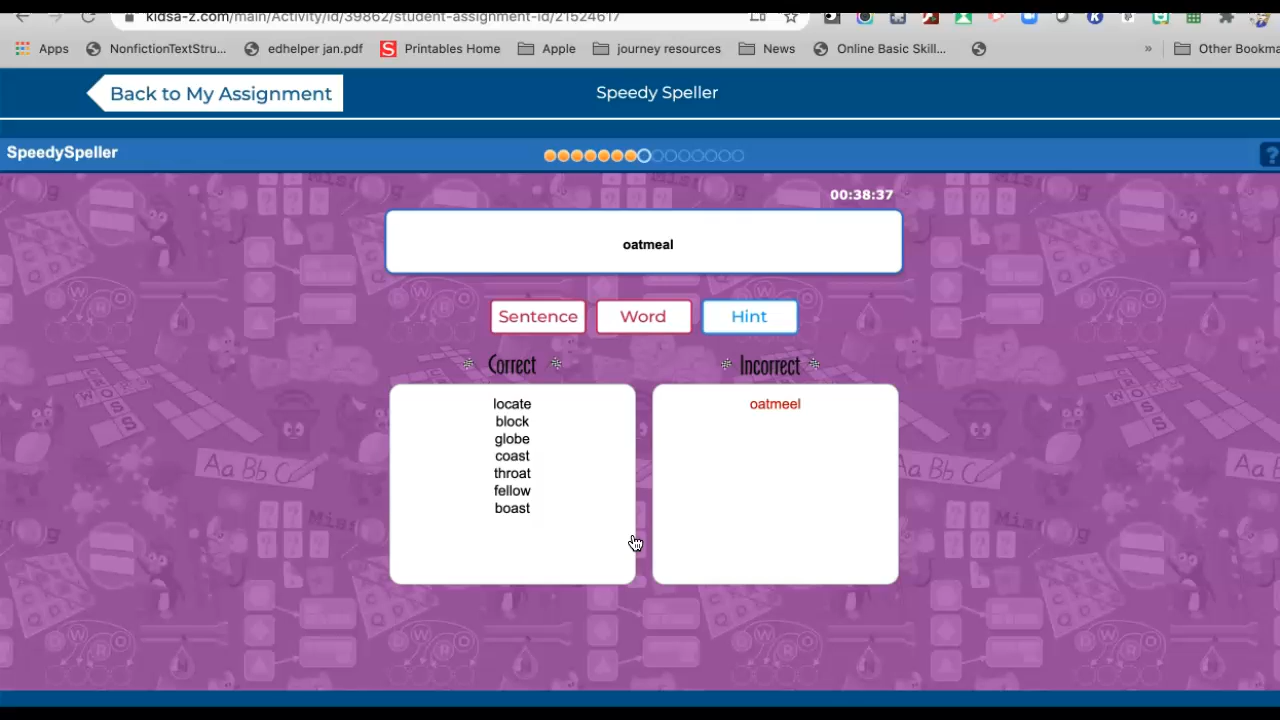 kidsa-z.com/main/Activity/id/39862/student-assignment-id/21524617
Apps NonfictionTextStru... edhelper jan.pdf S Printables Home Apple journey resources News Online Basic Skill... » Other Bookma
Back to My Assignment Speedy Speller
SpeedySpeller ?
00:38:37
oatmeal
Sentence Word Hint
Correct Incorrect
locate oatmeel
block
globe
coast
throat
fellow
boast
Aa Bb C